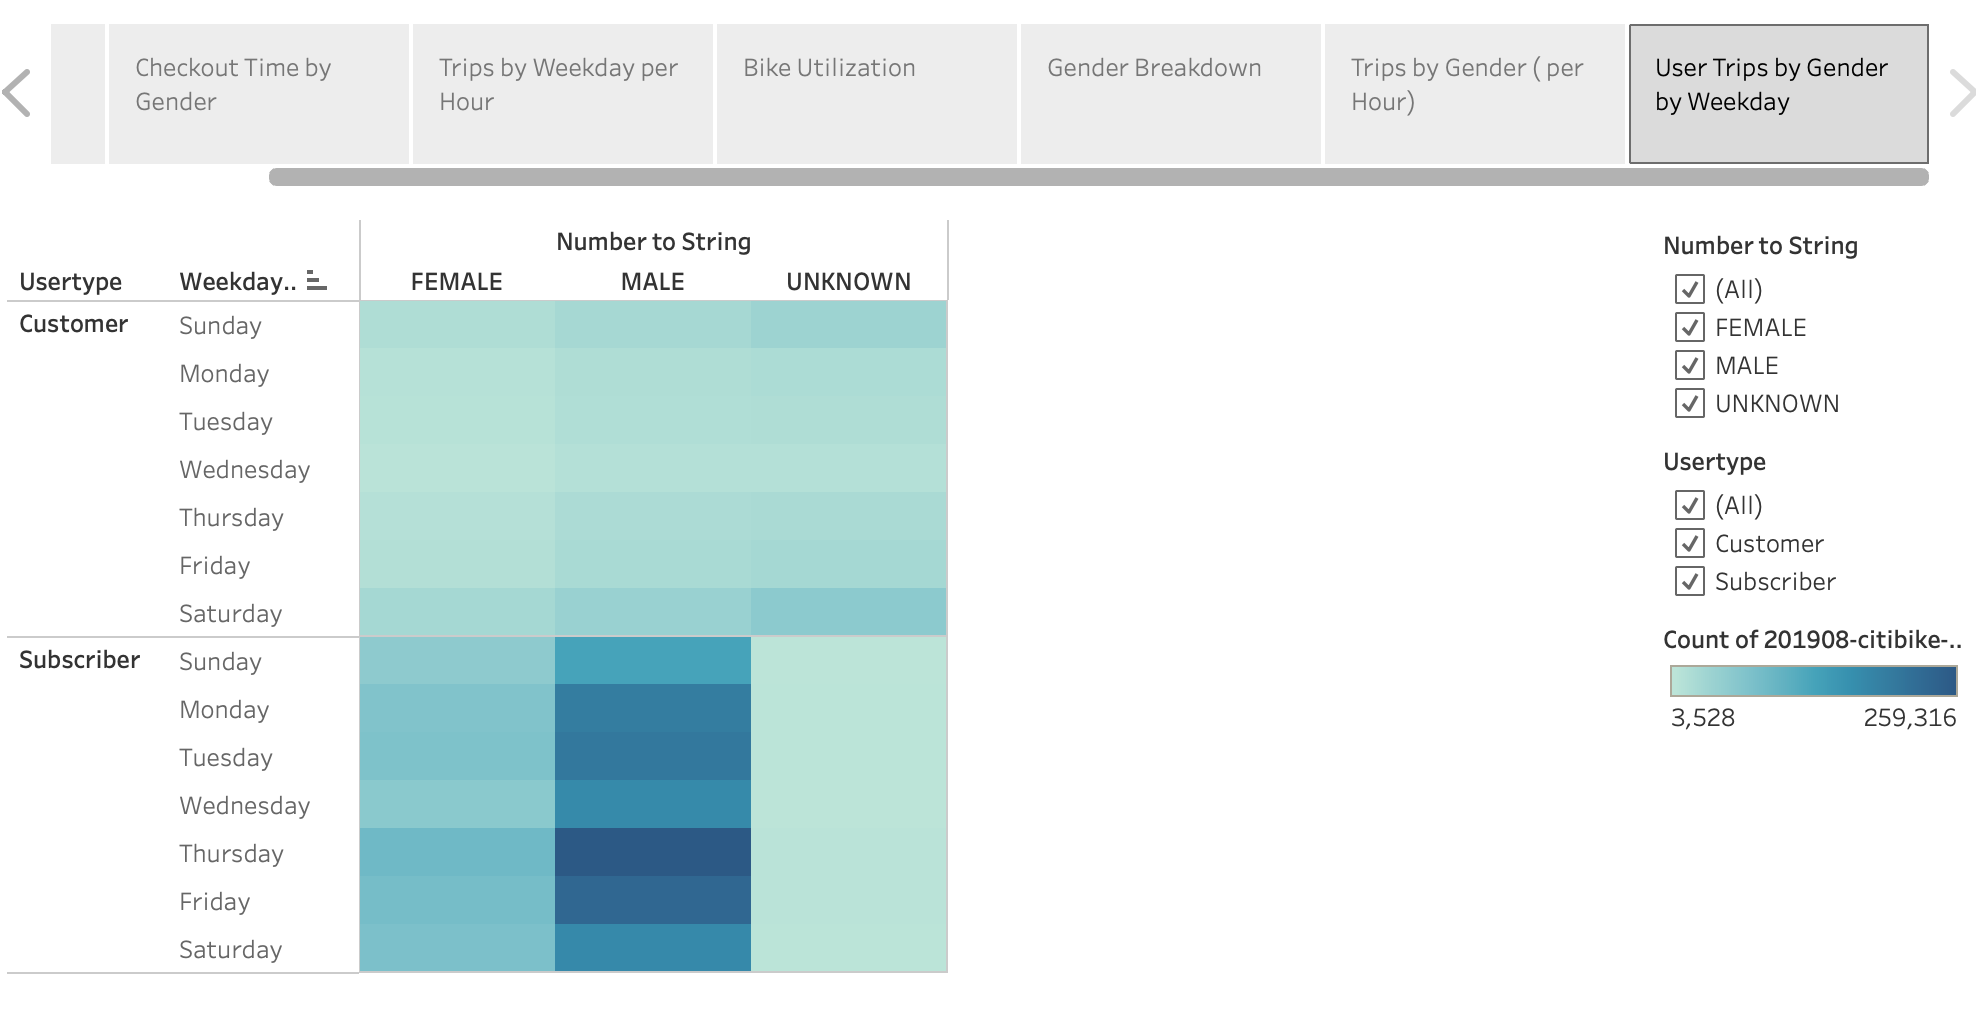 Checkout Time by
Gender
Trips by Weekday per
Hour
Bike Utilization
Gender Breakdown
Trips by Gender ( per
Hour)
User Trips by Gender
by Weekday
Number to String
Usertype
Weekday..
FEMALE
MALE
UNKNOWN
Customer
Sunday
Monday
Tuesday
Wednesday
Thursday
Friday
Saturday
Subscriber
Sunday
Monday
Tuesday
Wednesday
Thursday
Friday
Saturday
Number to String
(All)
FEMALE
MALE
UNKNOWN
Usertype
(All)
Customer
Subscriber
Count of 201908-citibike-..
3,528
259,316